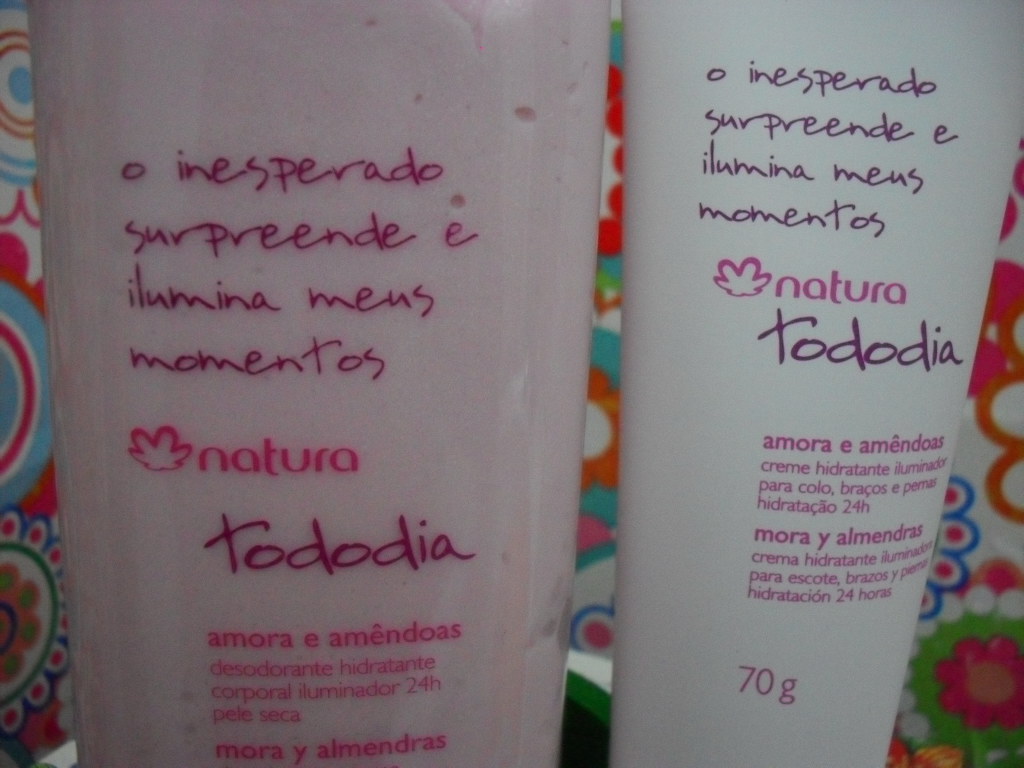 o inesperado
surpreende e
ilumina meus
momentos
natura
tododia
amora e amêndoas
desodorante hidratante
corporal iluminador 24h
pele seca
mora y almendras
o inesperado
surpreende e
ilumina meus
momentos
natura
tododia
amora e amêndoas
creme hidratante iluminador
para colo, braços e pernas
hidratação 24h
mora y almendras
crema hidratante iluminadora
para escote, brazos y piernas
hidratación 24 horas
70 g